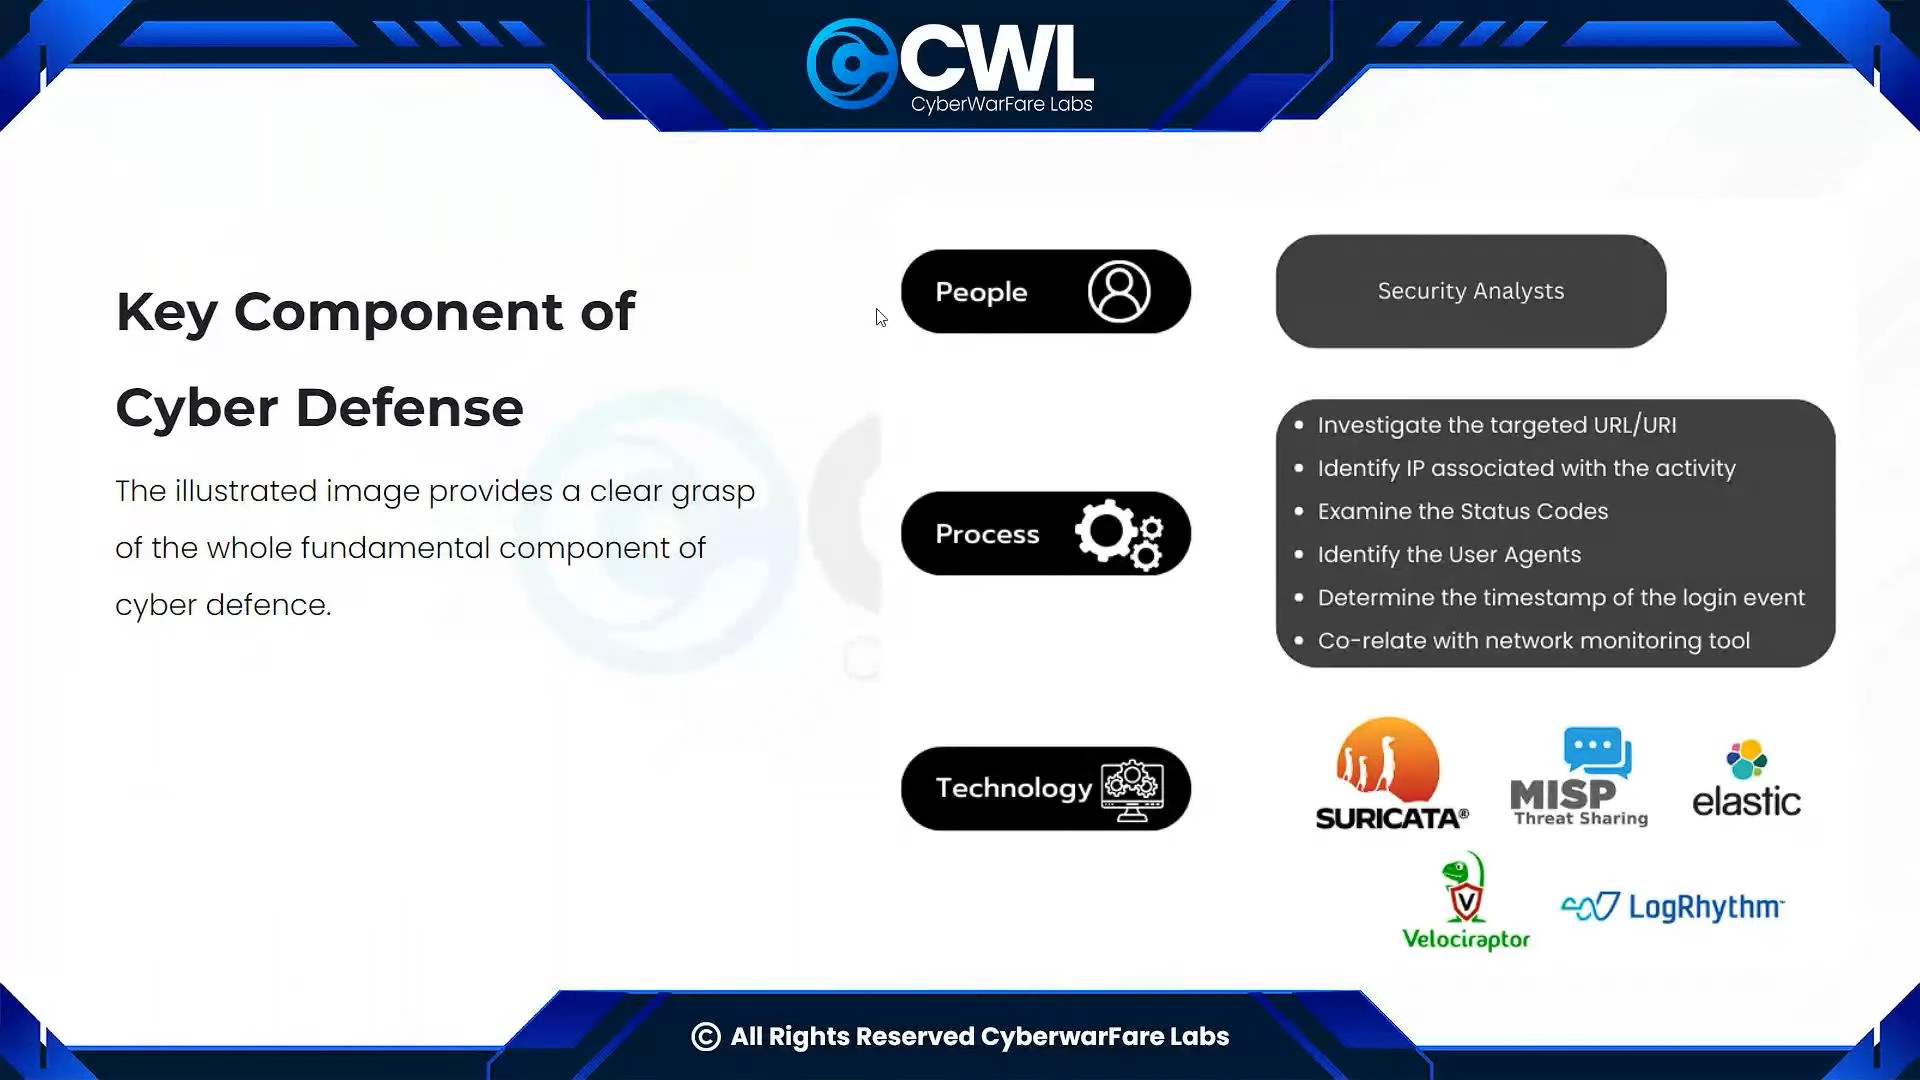 CWL
CyberWarFare Labs
Key Component of
Cyber Defense
The illustrated image provides a clear grasp
of the whole fundamental component of
cyber defence.
People
Security Analysts
Process
• Investigate the targeted URL/URI
• Identify IP associated with the activity
• Examine the Status Codes
• Identify the User Agents
• Determine the timestamp of the login event
• Co-relate with network monitoring tool
Technology
SURICATA®
MISP
Threat Sharing
elastic
V
Velociraptor
LogRhythm™
© All Rights Reserved CyberwarFare Labs